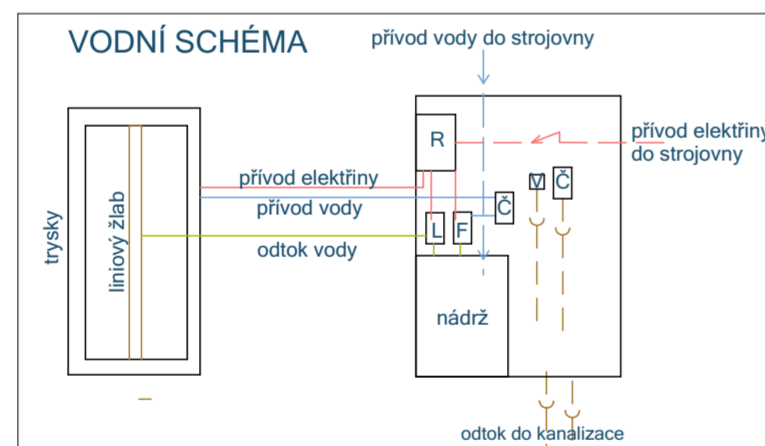 VODNÍ SCHÉMA
přívod vody do strojovny
R
přívod elektřiny
do strojovny
přívod elektřiny
přívod vody
odtok vody
trysky
liniový žlab
L
F
Č
V
Č
nádrž
odtok do kanalizace